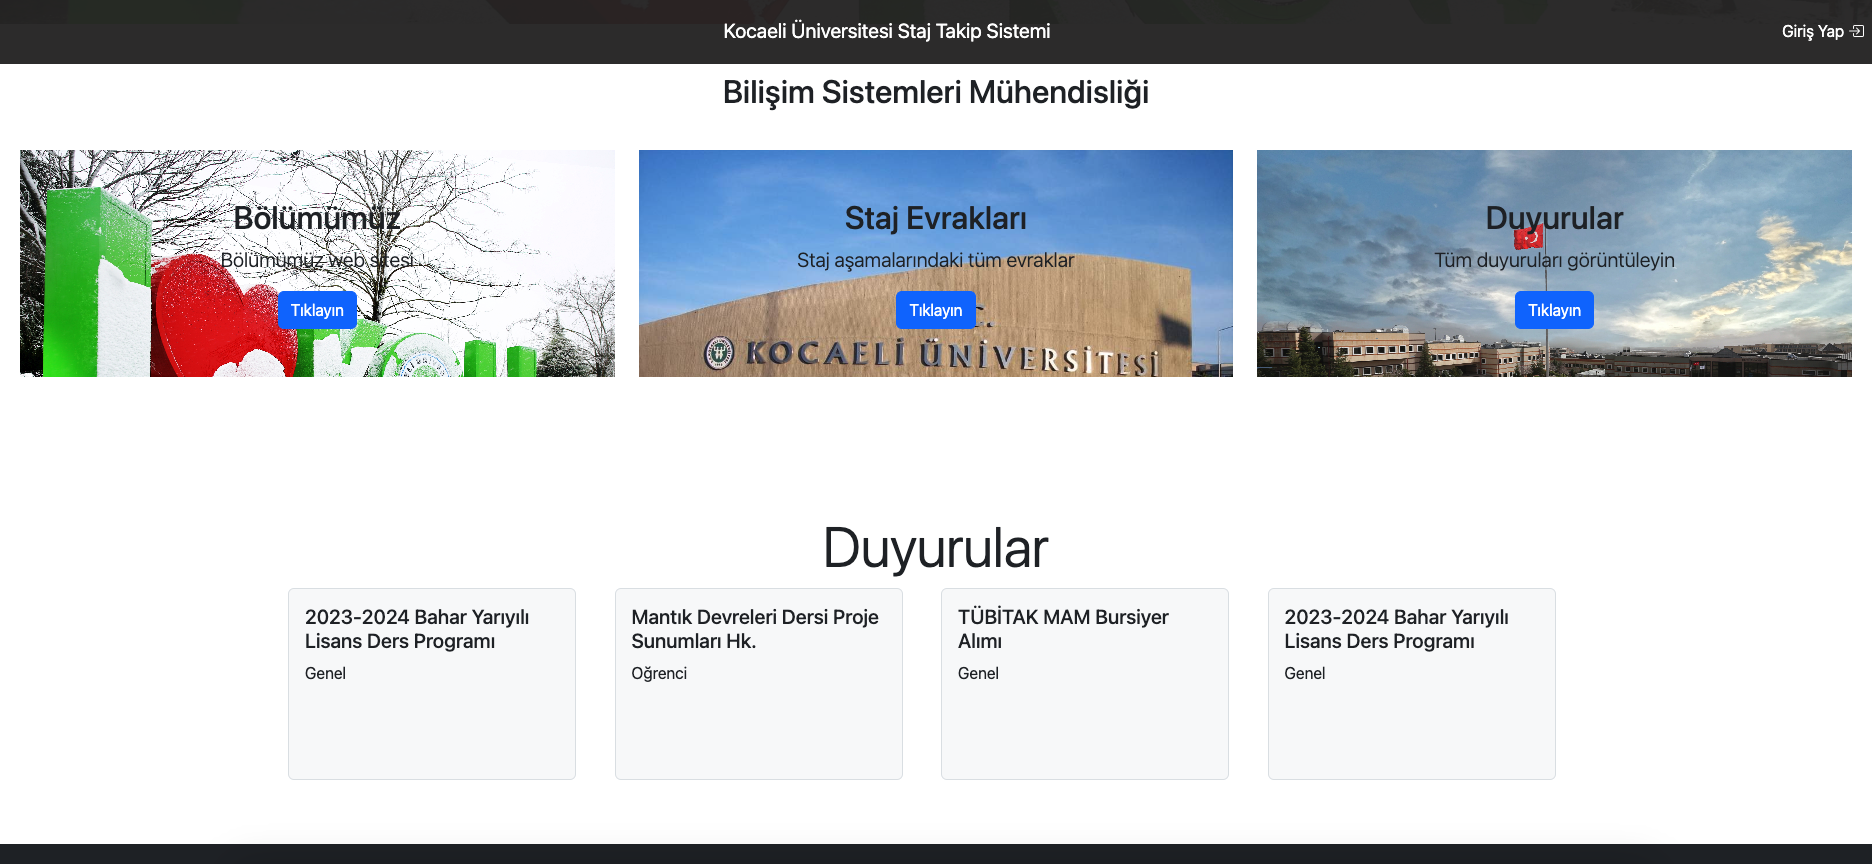 Kocaeli Üniversitesi Staj Takip Sistemi
Giriş Yap
Bilişim Sistemleri Mühendisliği
Bölümümüz
Bölümümüz web sitesi
Tıklayın
Staj Evrakları
Staj aşamalarındaki tüm evraklar
Tıklayın
KOCAELİ ÜNİVERSİTESİ
Duyurular
Tüm duyuruları görüntüleyin
Tıklayın
Duyurular
2023-2024 Bahar Yarıyılı
Lisans Ders Programı
Genel
Mantık Devreleri Dersi Proje
Sunumları Hk.
Öğrenci
TÜBİTAK MAM Bursiyer
Alımı
Genel
2023-2024 Bahar Yarıyılı
Lisans Ders Programı
Genel